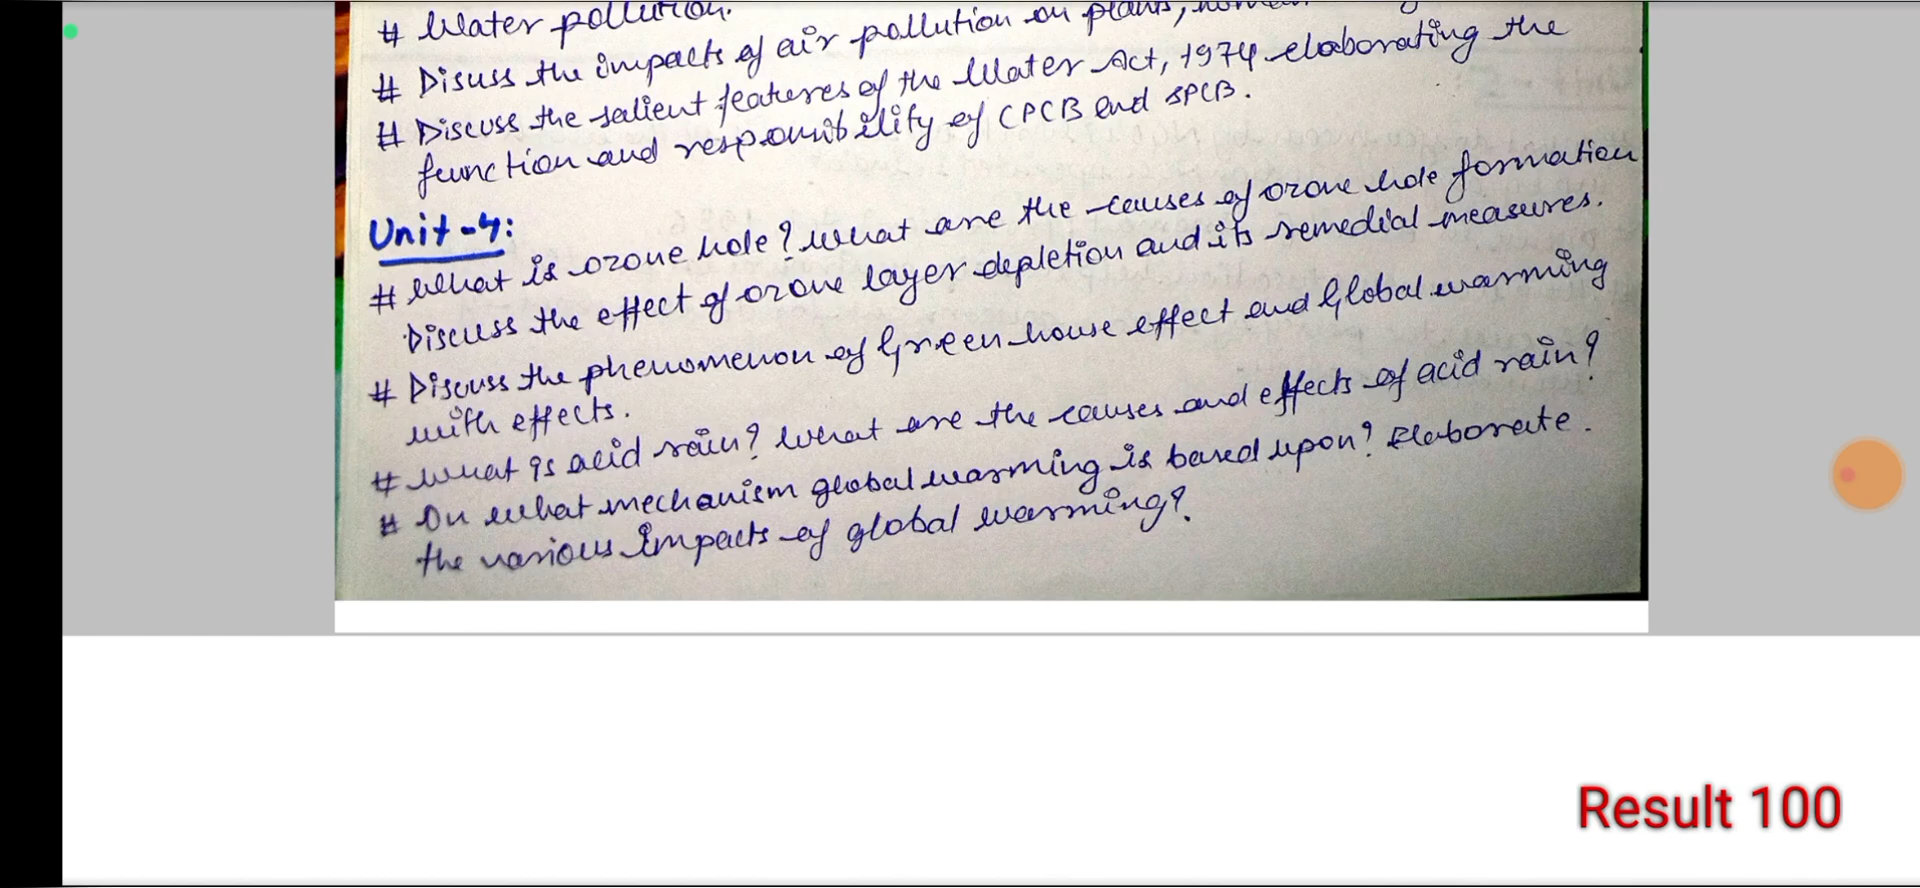 # Water pollution.
# Disuss the impacts of air pollution on plants,
# Discuss the salient features of the Water Act, 1974 elaborating the
function and responsibility of CPCB and SPCB.
Unit-4:
# What is ozone hole? What are the causes of ozone hole formation
Discuss the effect of ozone layer depletion and its remedial measures.
# Discuss the phenomenon of Green house effect and Global warming
with effects.
# What is acid rain? What are the causes and effects of acid rain?
# On what mechanism global warming is based upon? Elaborate.
the various impacts of global warming?
Result 100